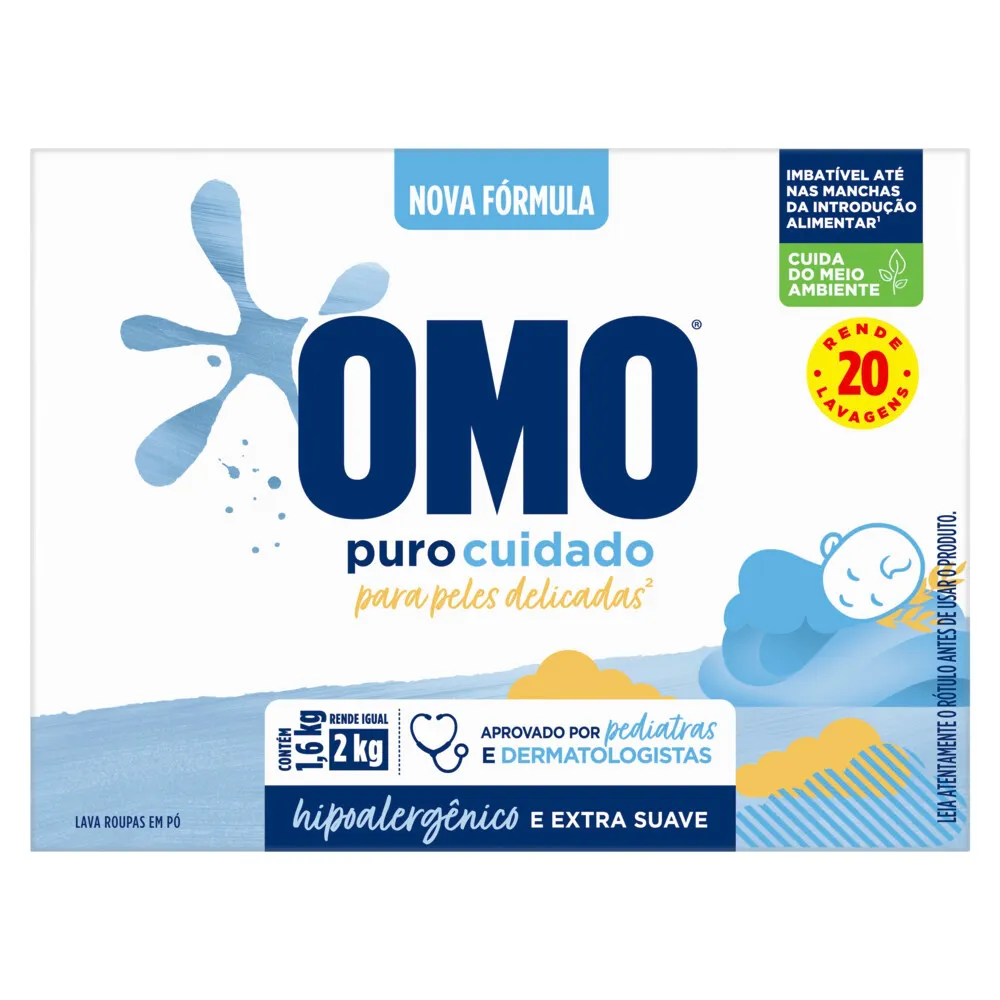 NOVA FÓRMULA
IMBATÍVEL ATÉ
NAS MANCHAS
DA INTRODUÇÃO
ALIMENTAR¹
CUIDA
DO MEIO
AMBIENTE
RENDE
20
LAVAGENS
OMO®
puro cuidado
para peles delicadas²
CONTÉM
1,6 kg
RENDE IGUAL
2 kg
APROVADO POR pediatras
E DERMATOLOGISTAS
hipoalergênico E EXTRA SUAVE
LAVA ROUPAS EM PÓ
LEIA ATENTAMENTE O RÓTULO ANTES DE USAR O PRODUTO.